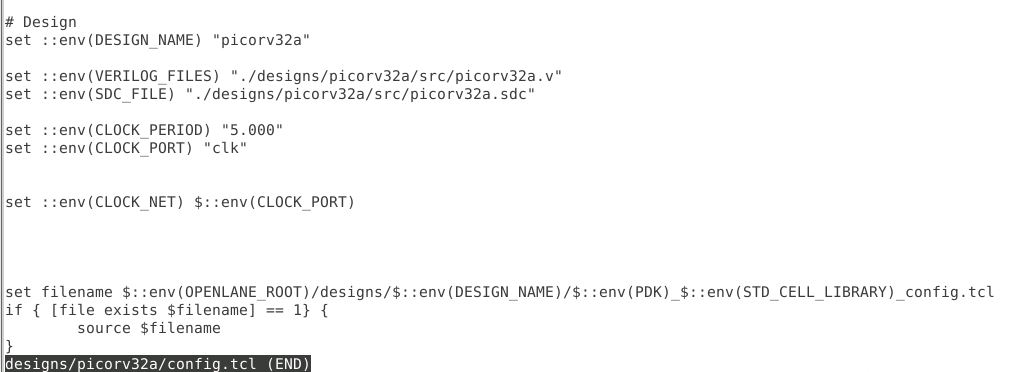 # Design
set ::env(DESIGN_NAME) "picorv32a"
set ::env(VERILOG_FILES) "./designs/picorv32a/src/picorv32a.v"
set ::env(SDC_FILE) "./designs/picorv32a/src/picorv32a.sdc"
set ::env(CLOCK_PERIOD) "5.000"
set ::env(CLOCK_PORT) "clk"
set ::env(CLOCK_NET) $::env(CLOCK_PORT)
set filename $::env(OPENLANE_ROOT)/designs/$::env(DESIGN_NAME)/$::env(PDK)_$::env(STD_CELL_LIBRARY)_config.tcl
if { [file exists $filename] == 1} {
        source $filename
}
designs/picorv32a/config.tcl (END)